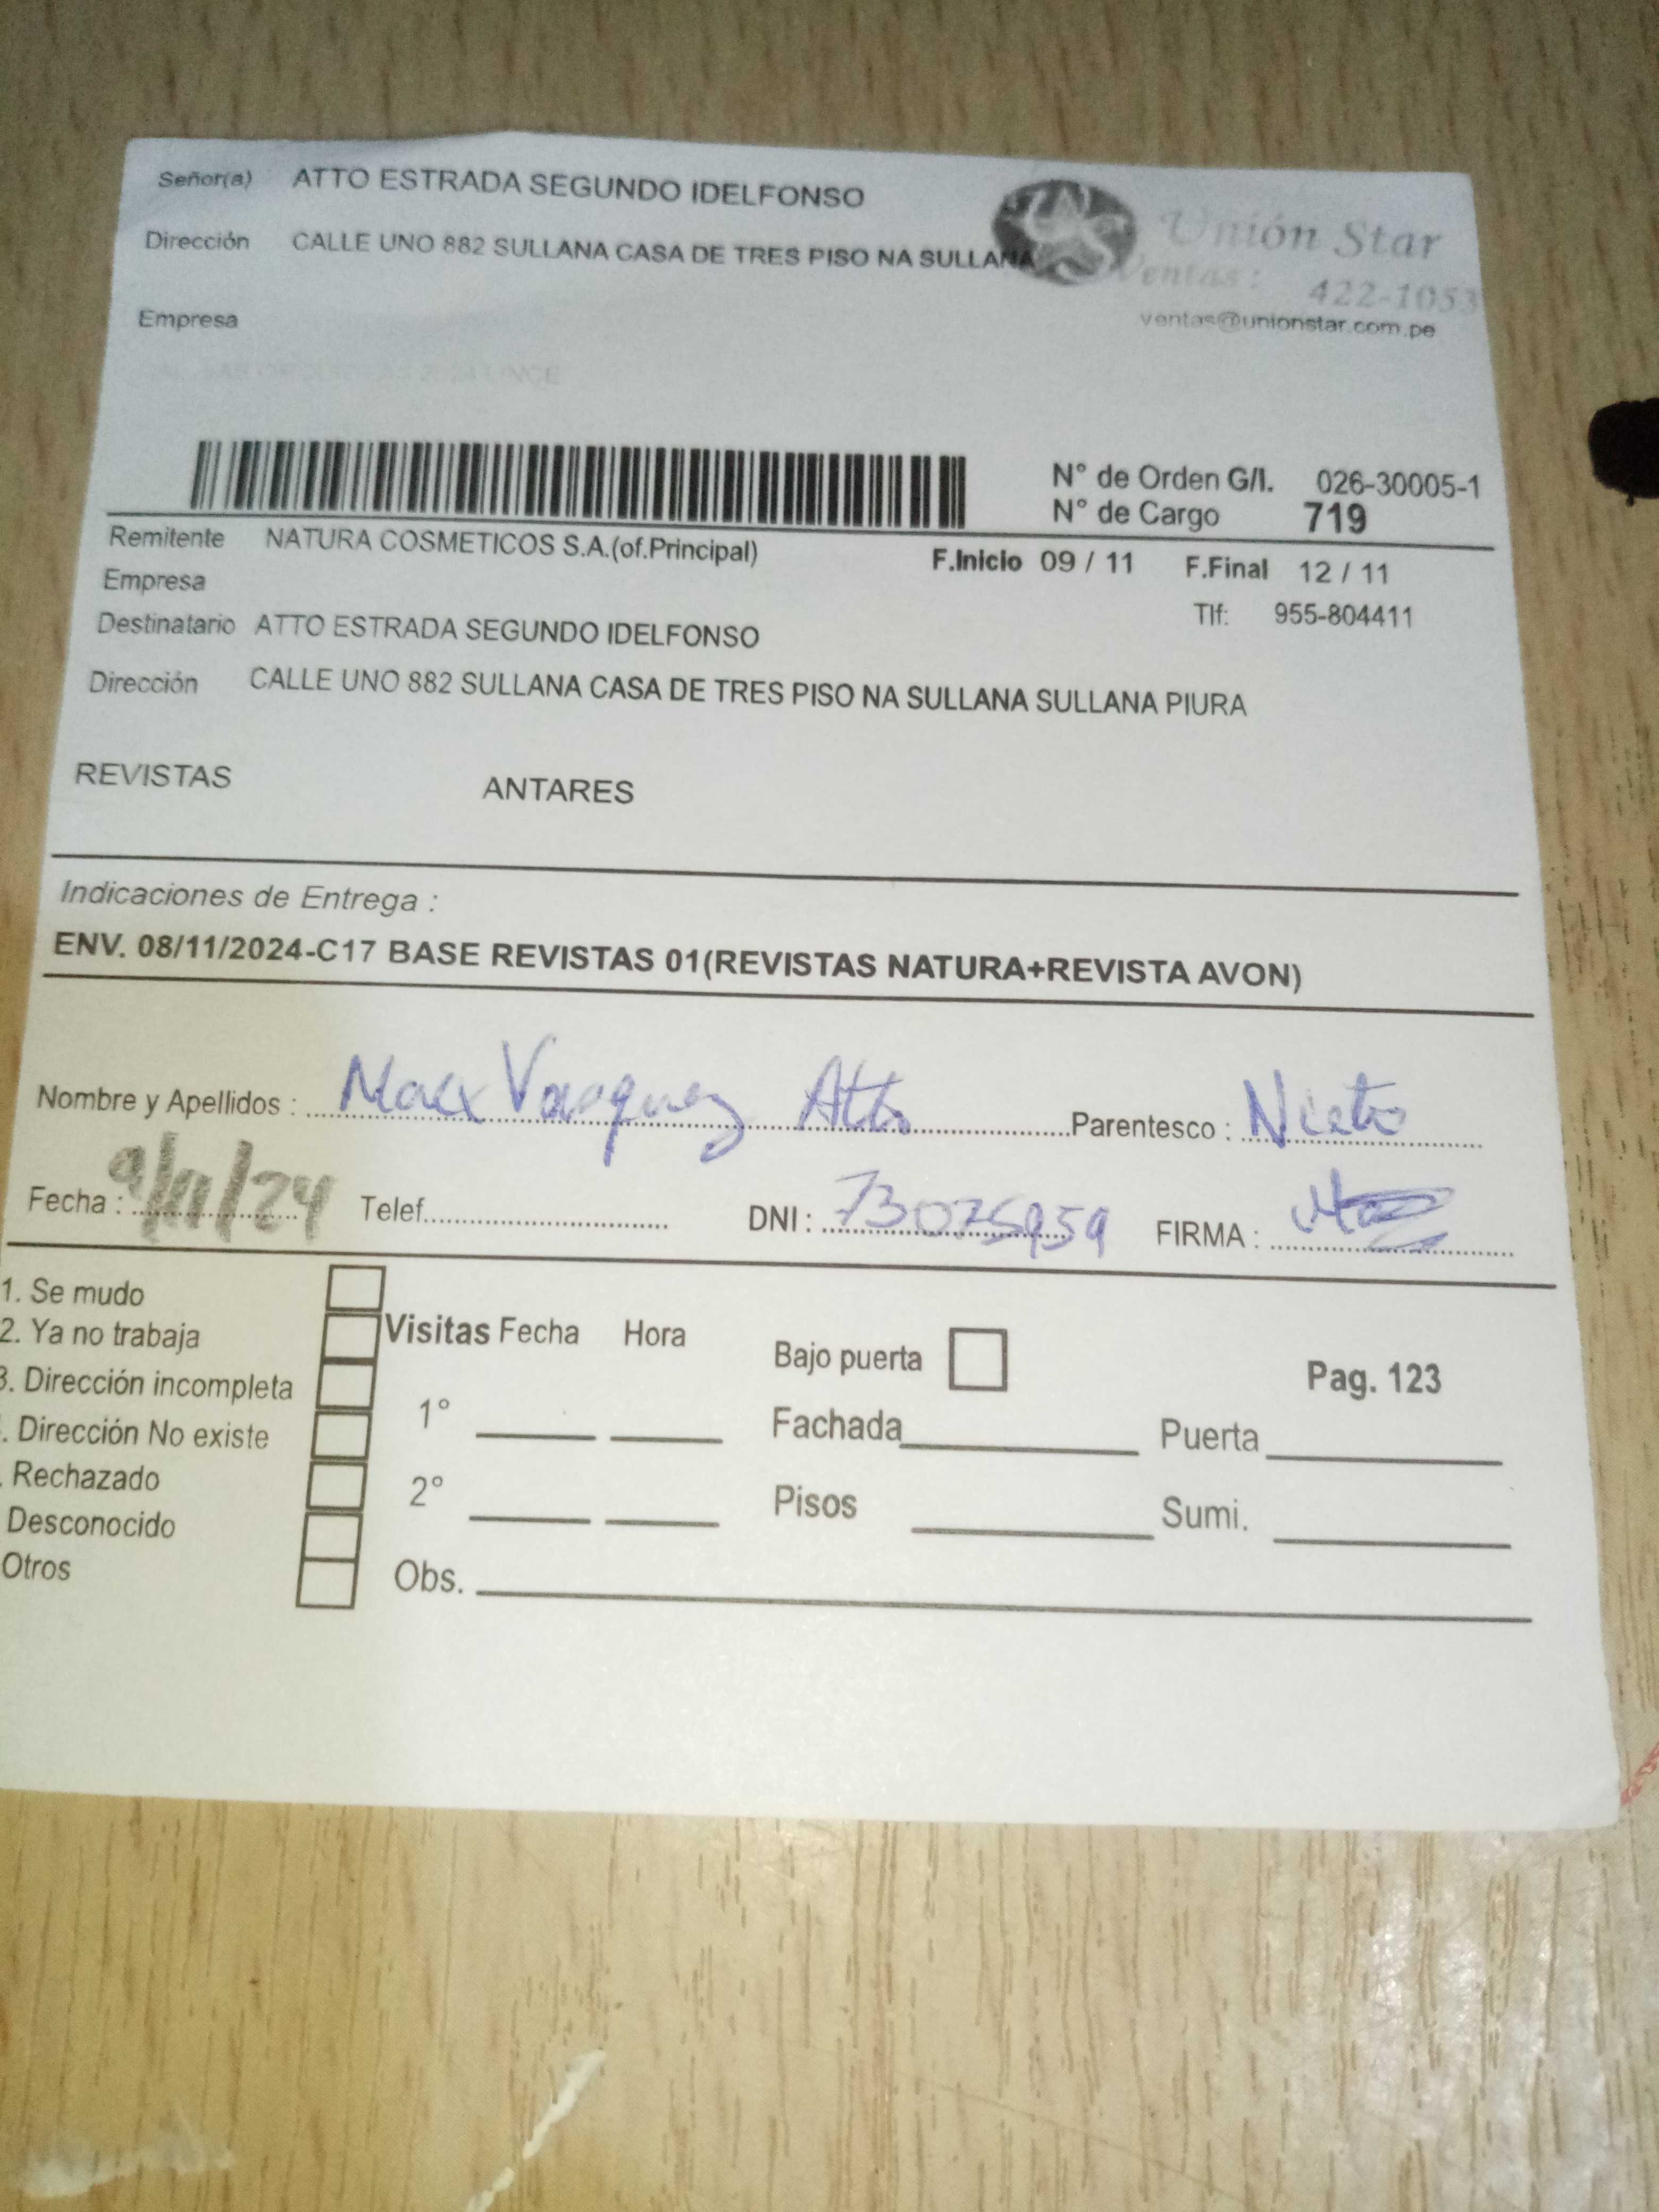 Señor(a) ATTO ESTRADA SEGUNDO IDELFONSO
Dirección CALLE UNO 882 SULLANA CASA DE TRES PISO NA SULLANA
Unión Star
Ventas: 422-1053
ventas@unionstar.com.pe
Empresa
N° de Orden G/I. 026-30005-1
N° de Cargo 719
Remitente NATURA COSMETICOS S.A.(of.Principal)
F.Inicio 09 / 11 F.Final 12 / 11
Empresa
Tlf: 955-804411
Destinatario ATTO ESTRADA SEGUNDO IDELFONSO
Dirección CALLE UNO 882 SULLANA CASA DE TRES PISO NA SULLANA SULLANA PIURA
REVISTAS ANTARES
Indicaciones de Entrega :
ENV. 08/11/2024-C17 BASE REVISTAS 01(REVISTAS NATURA+REVISTA AVON)
Nombre y Apellidos : Max Vasquez Atto Parentesco : Nieto
Fecha : 9/11/24 Telef. DNI : 73075959 FIRMA :
1. Se mudo
2. Ya no trabaja
3. Dirección incompleta
. Dirección No existe
. Rechazado
Desconocido
Otros
Visitas Fecha Hora
1°
2°
Obs.
Bajo puerta
Pag. 123
Fachada Puerta
Pisos Sumi.